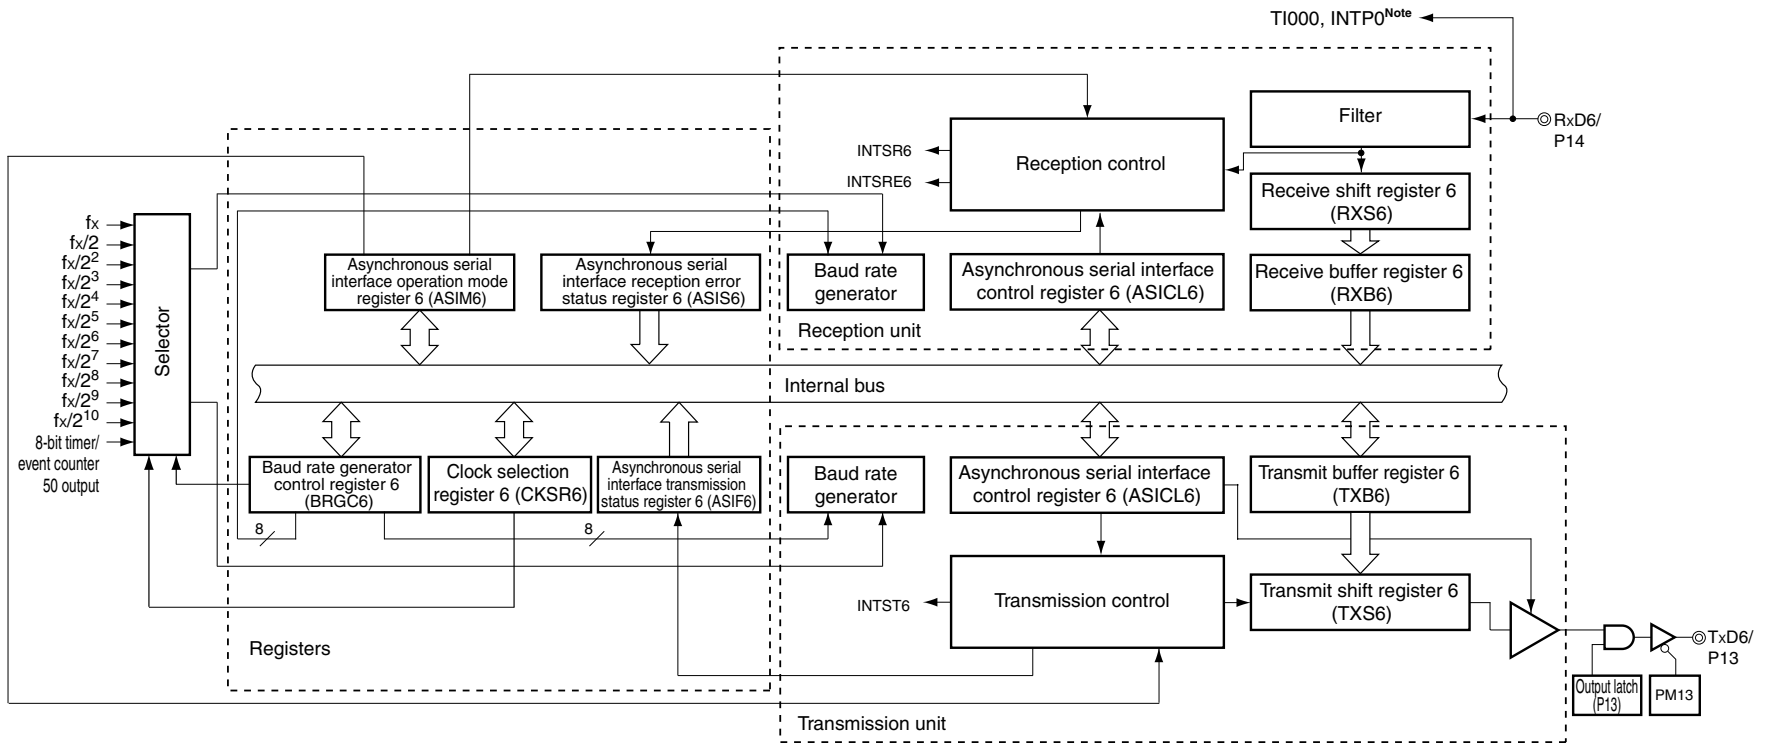 TI000, INTP0Note
Filter
RxD6/
P14
INTSR6
INTSRE6
Reception control
Receive shift register 6
(RXS6)
fX
fX/2
fX/2²
fX/2³
fX/2⁴
fX/2⁵
fX/2⁶
fX/2⁷
fX/2⁸
fX/2⁹
fX/2¹⁰
8-bit timer/
event counter
50 output
Selector
Asynchronous serial
interface operation mode
register 6 (ASIM6)
Asynchronous serial
interface reception error
status register 6 (ASIS6)
Baud rate
generator
Asynchronous serial interface
control register 6 (ASICL6)
Receive buffer register 6
(RXB6)
Reception unit
Internal bus
Baud rate generator
control register 6
(BRGC6)
Clock selection
register 6 (CKSR6)
Asynchronous serial
interface transmission
status register 6 (ASIF6)
Baud rate
generator
Asynchronous serial interface
control register 6 (ASICL6)
Transmit buffer register 6
(TXB6)
8
8
INTST6
Transmission control
Transmit shift register 6
(TXS6)
TxD6/
P13
Registers
Output latch
(P13)
PM13
Transmission unit